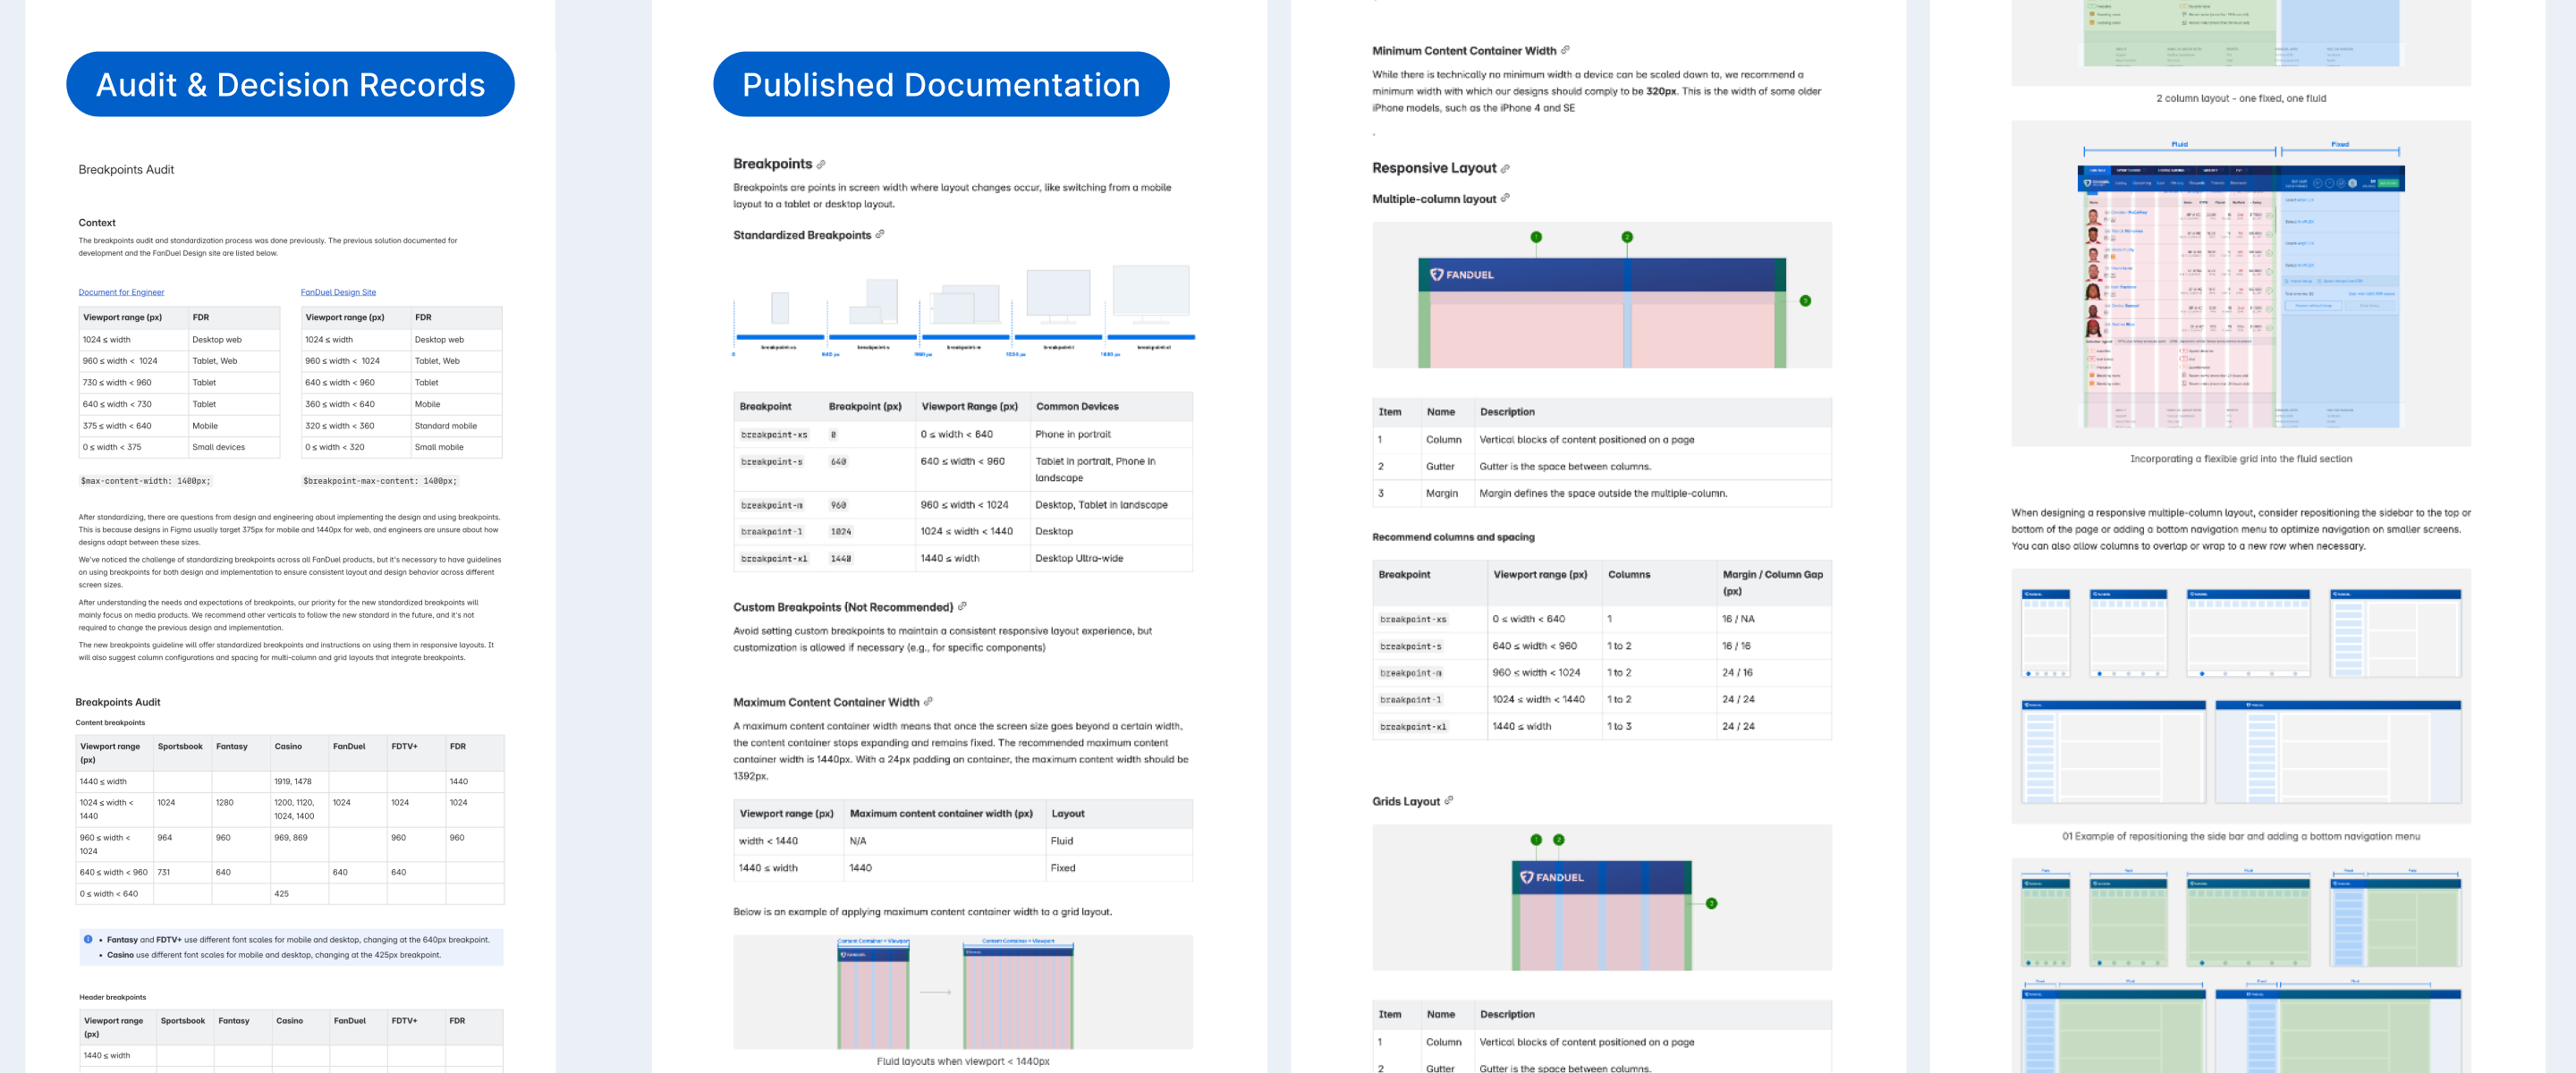 Audit & Decision Records
Breakpoints Audit
Context
The breakpoints audit and standardization process was done previously. The previous solution documented for
development and the FanDuel Design site are listed below.
Document for Engineer
Viewport range (px) FDR
1024 ≤ width Desktop web
960 ≤ width < 1024 Tablet, Web
730 ≤ width < 960 Tablet
640 ≤ width < 730 Tablet
375 ≤ width < 640 Mobile
0 ≤ width < 375 Small devices
$max-content-width: 1400px;
FanDuel Design Site
Viewport range (px) FDR
1024 ≤ width Desktop web
960 ≤ width < 1024 Tablet, Web
640 ≤ width < 960 Tablet
360 ≤ width < 640 Mobile
320 ≤ width < 360 Standard mobile
0 ≤ width < 320 Small mobile
$breakpoint-max-content: 1400px;
After standardizing, there are questions from design and engineering about implementing the design and using breakpoints.
This is because designs in Figma usually target 375px for mobile and 1440px for web, and engineers are unsure about how
designs adapt between these sizes.
We've noticed the challenge of standardizing breakpoints across all FanDuel products, but it's necessary to have guidelines
on using breakpoints for both design and implementation to ensure consistent layout and design behavior across different
screen sizes.
After understanding the needs and expectations of breakpoints, our priority for the new standardized breakpoints will
mainly focus on media products. We recommend other verticals to follow the new standard in the future, and it's not
required to change the previous design and implementation.
The new breakpoints guideline will offer standardized breakpoints and instructions on using them in responsive layouts. It
will also suggest column configurations and spacing for multi-column and grid layouts that integrate breakpoints.
Breakpoints Audit
Content breakpoints
Viewport range Sportsbook Fantasy Casino FanDuel FDTV+ FDR
(px)
1440 ≤ width 1919, 1478 1440
1024 ≤ width < 1024 1280 1200, 1120, 1024 1024 1024
1440 1024, 1400
960 ≤ width < 964 960 969, 869 960 960
1024
640 ≤ width < 960 731 640 640 640
0 ≤ width < 640 425
• Fantasy and FDTV+ use different font scales for mobile and desktop, changing at the 640px breakpoint.
• Casino use different font scales for mobile and desktop, changing at the 425px breakpoint.
Header breakpoints
Viewport range Sportsbook Fantasy Casino FanDuel FDTV+ FDR
(px)
1440 ≤ width
Published Documentation
Breakpoints
Breakpoints are points in screen width where layout changes occur, like switching from a mobile
layout to a tablet or desktop layout.
Standardized Breakpoints
breakpoint-xs breakpoint-s breakpoint-m breakpoint-l breakpoint-xl
0 640 px 960 px 1024 px 1440 px
Breakpoint Breakpoint (px) Viewport Range (px) Common Devices
breakpoint-xs 0 0 ≤ width < 640 Phone in portrait
breakpoint-s 640 640 ≤ width < 960 Tablet in portrait, Phone in
landscape
breakpoint-m 960 960 ≤ width < 1024 Desktop, Tablet in landscape
breakpoint-l 1024 1024 ≤ width < 1440 Desktop
breakpoint-xl 1440 1440 ≤ width Desktop Ultra-wide
Custom Breakpoints (Not Recommended)
Avoid setting custom breakpoints to maintain a consistent responsive layout experience, but
customization is allowed if necessary (e.g., for specific components)
Maximum Content Container Width
A maximum content container width means that once the screen size goes beyond a certain width,
the content container stops expanding and remains fixed. The recommended maximum content
container width is 1440px. With a 24px padding on container, the maximum content width should be
1392px.
Viewport range (px) Maximum content container width (px) Layout
width < 1440 N/A Fluid
1440 ≤ width 1440 Fixed
Below is an example of applying maximum content container width to a grid layout.
Content Container = Viewport Content Container = Viewport
FANDUEL
Fluid layouts when viewport < 1440px
Minimum Content Container Width
While there is technically no minimum width a device can be scaled down to, we recommend a
minimum width with which our designs should comply to be 320px. This is the width of some older
iPhone models, such as the iPhone 4 and SE
.
Responsive Layout
Multiple-column layout
1 2
FANDUEL
3
Item Name Description
1 Column Vertical blocks of content positioned on a page
2 Gutter Gutter is the space between columns.
3 Margin Margin defines the space outside the multiple-column.
Recommend columns and spacing
Breakpoint Viewport range (px) Columns Margin / Column Gap
(px)
breakpoint-xs 0 ≤ width < 640 1 16 / NA
breakpoint-s 640 ≤ width < 960 1 to 2 16 / 16
breakpoint-m 960 ≤ width < 1024 1 to 2 24 / 16
breakpoint-l 1024 ≤ width < 1440 1 to 2 24 / 24
breakpoint-xl 1440 ≤ width 1 to 3 24 / 24
Grids Layout
1 2
FANDUEL
3
Item Name Description
1 Column Vertical blocks of content positioned on a page
2 Gutter Gutter is the space between columns.
2 column layout - one fixed, one fluid
Fluid Fixed
Incorporating a flexible grid into the fluid section
When designing a responsive multiple-column layout, consider repositioning the sidebar to the top or
bottom of the page or adding a bottom navigation menu to optimize navigation on smaller screens.
You can also allow columns to overlap or wrap to a new row when necessary.
01 Example of repositioning the side bar and adding a bottom navigation menu